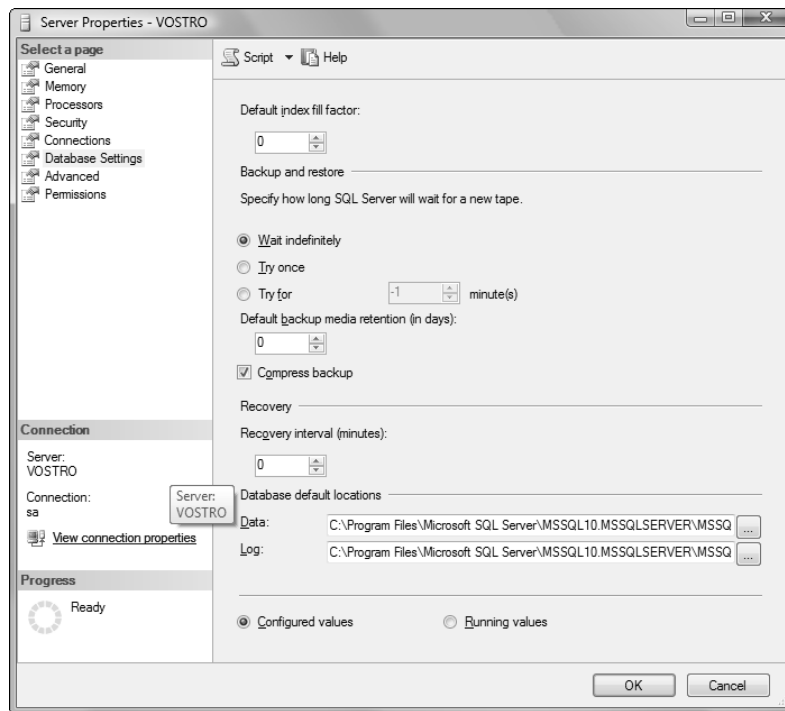 Server Properties - VOSTRO
Select a page
General
Memory
Processors
Security
Connections
Database Settings
Advanced
Permissions
Connection
Server:
VOSTRO
Connection:
sa
Server:
VOSTRO
View connection properties
Progress
Ready
Script
Help
Default index fill factor:
0
Backup and restore
Specify how long SQL Server will wait for a new tape.
Wait indefinitely
Try once
Try for -1 minute(s)
Default backup media retention (in days):
0
Compress backup
Recovery
Recovery interval (minutes):
0
Database default locations
Data: C:\Program Files\Microsoft SQL Server\MSSQL10.MSSQLSERVER\MSSQ ...
Log: C:\Program Files\Microsoft SQL Server\MSSQL10.MSSQLSERVER\MSSQ ...
Configured values Running values
OK Cancel